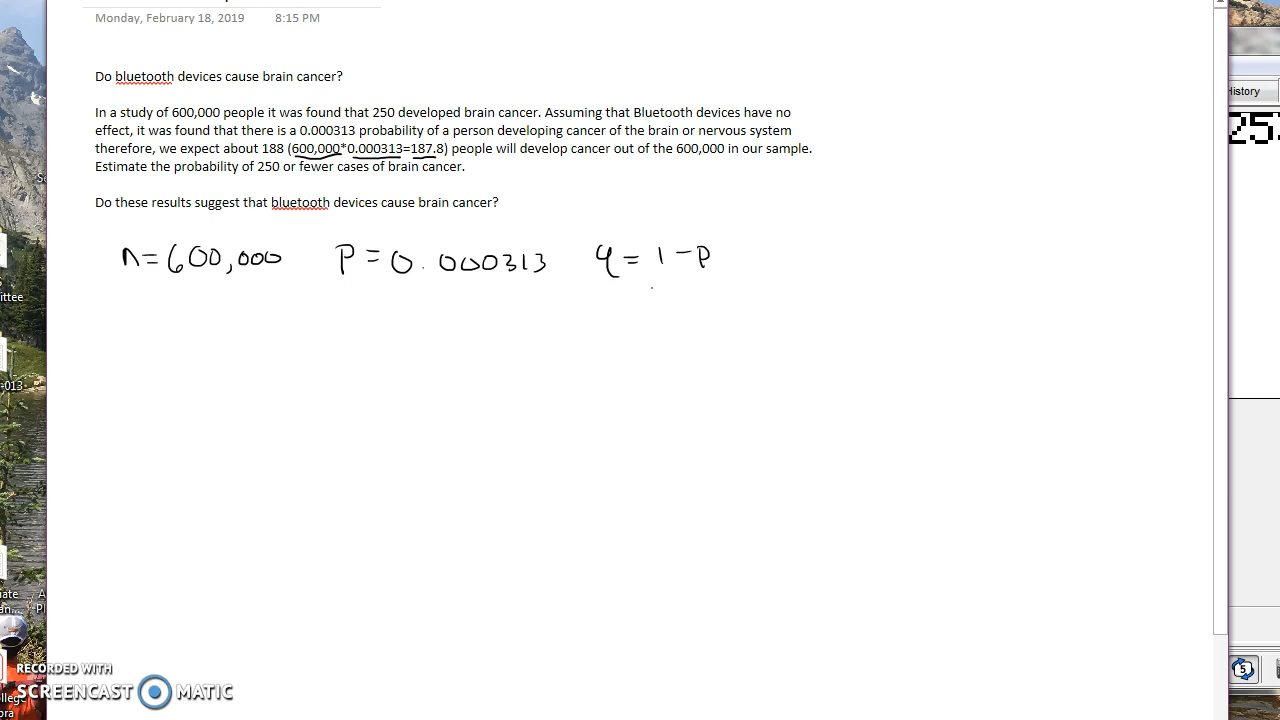 Monday, February 18, 2019 8:15 PM
Do bluetooth devices cause brain cancer?
In a study of 600,000 people it was found that 250 developed brain cancer. Assuming that Bluetooth devices have no
effect, it was found that there is a 0.000313 probability of a person developing cancer of the brain or nervous system
therefore, we expect about 188 (600,000*0.000313=187.8) people will develop cancer out of the 600,000 in our sample.
Estimate the probability of 250 or fewer cases of brain cancer.
Do these results suggest that bluetooth devices cause brain cancer?
n=600,000 p=0.000313 q=1-p
ittee
-013-
RECORDED WITH
SCREENCAST MATIC
istory
25
5